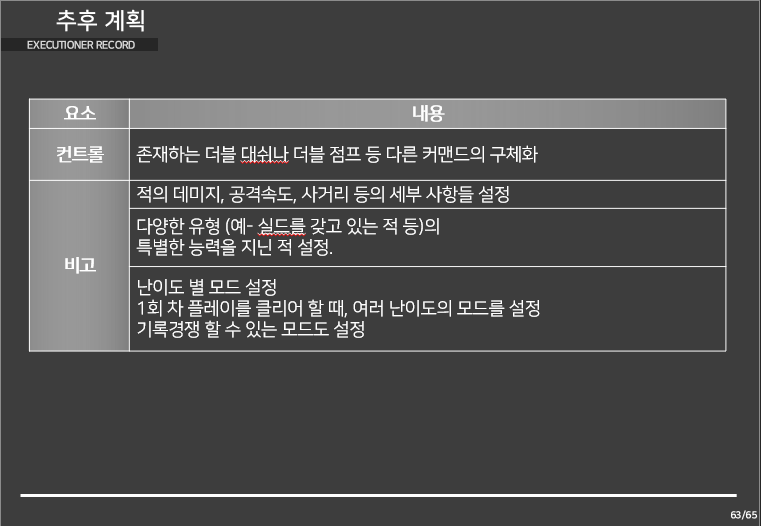 추후 계획
EXECUTIONER RECORD
요소 내용
컨트롤 존재하는 더블 대쉬나 더블 점프 등 다른 커맨드의 구체화
적의 데미지, 공격속도, 사거리 등의 세부 사항들 설정
다양한 유형 (예- 실드를 갖고 있는 적 등)의
특별한 능력을 지닌 적 설정.
비고
난이도 별 모드 설정
1회 차 플레이를 클리어 할 때, 여러 난이도의 모드를 설정
기록경쟁 할 수 있는 모드도 설정
63/65